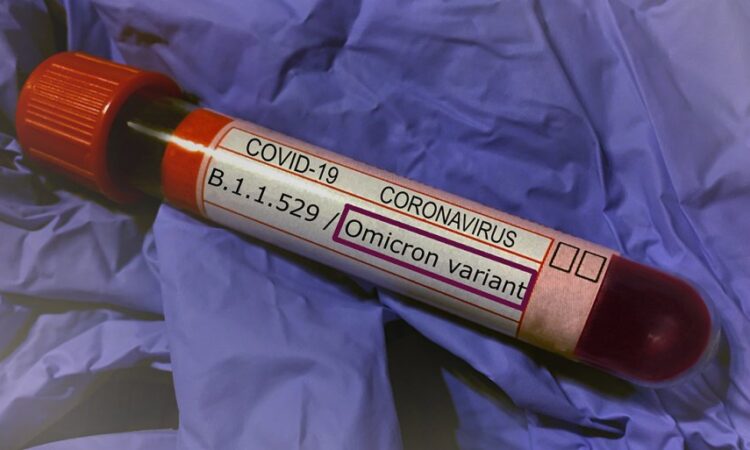 COVID-19 CORONAVIRUS
B.1.1.529 / Omicron variant